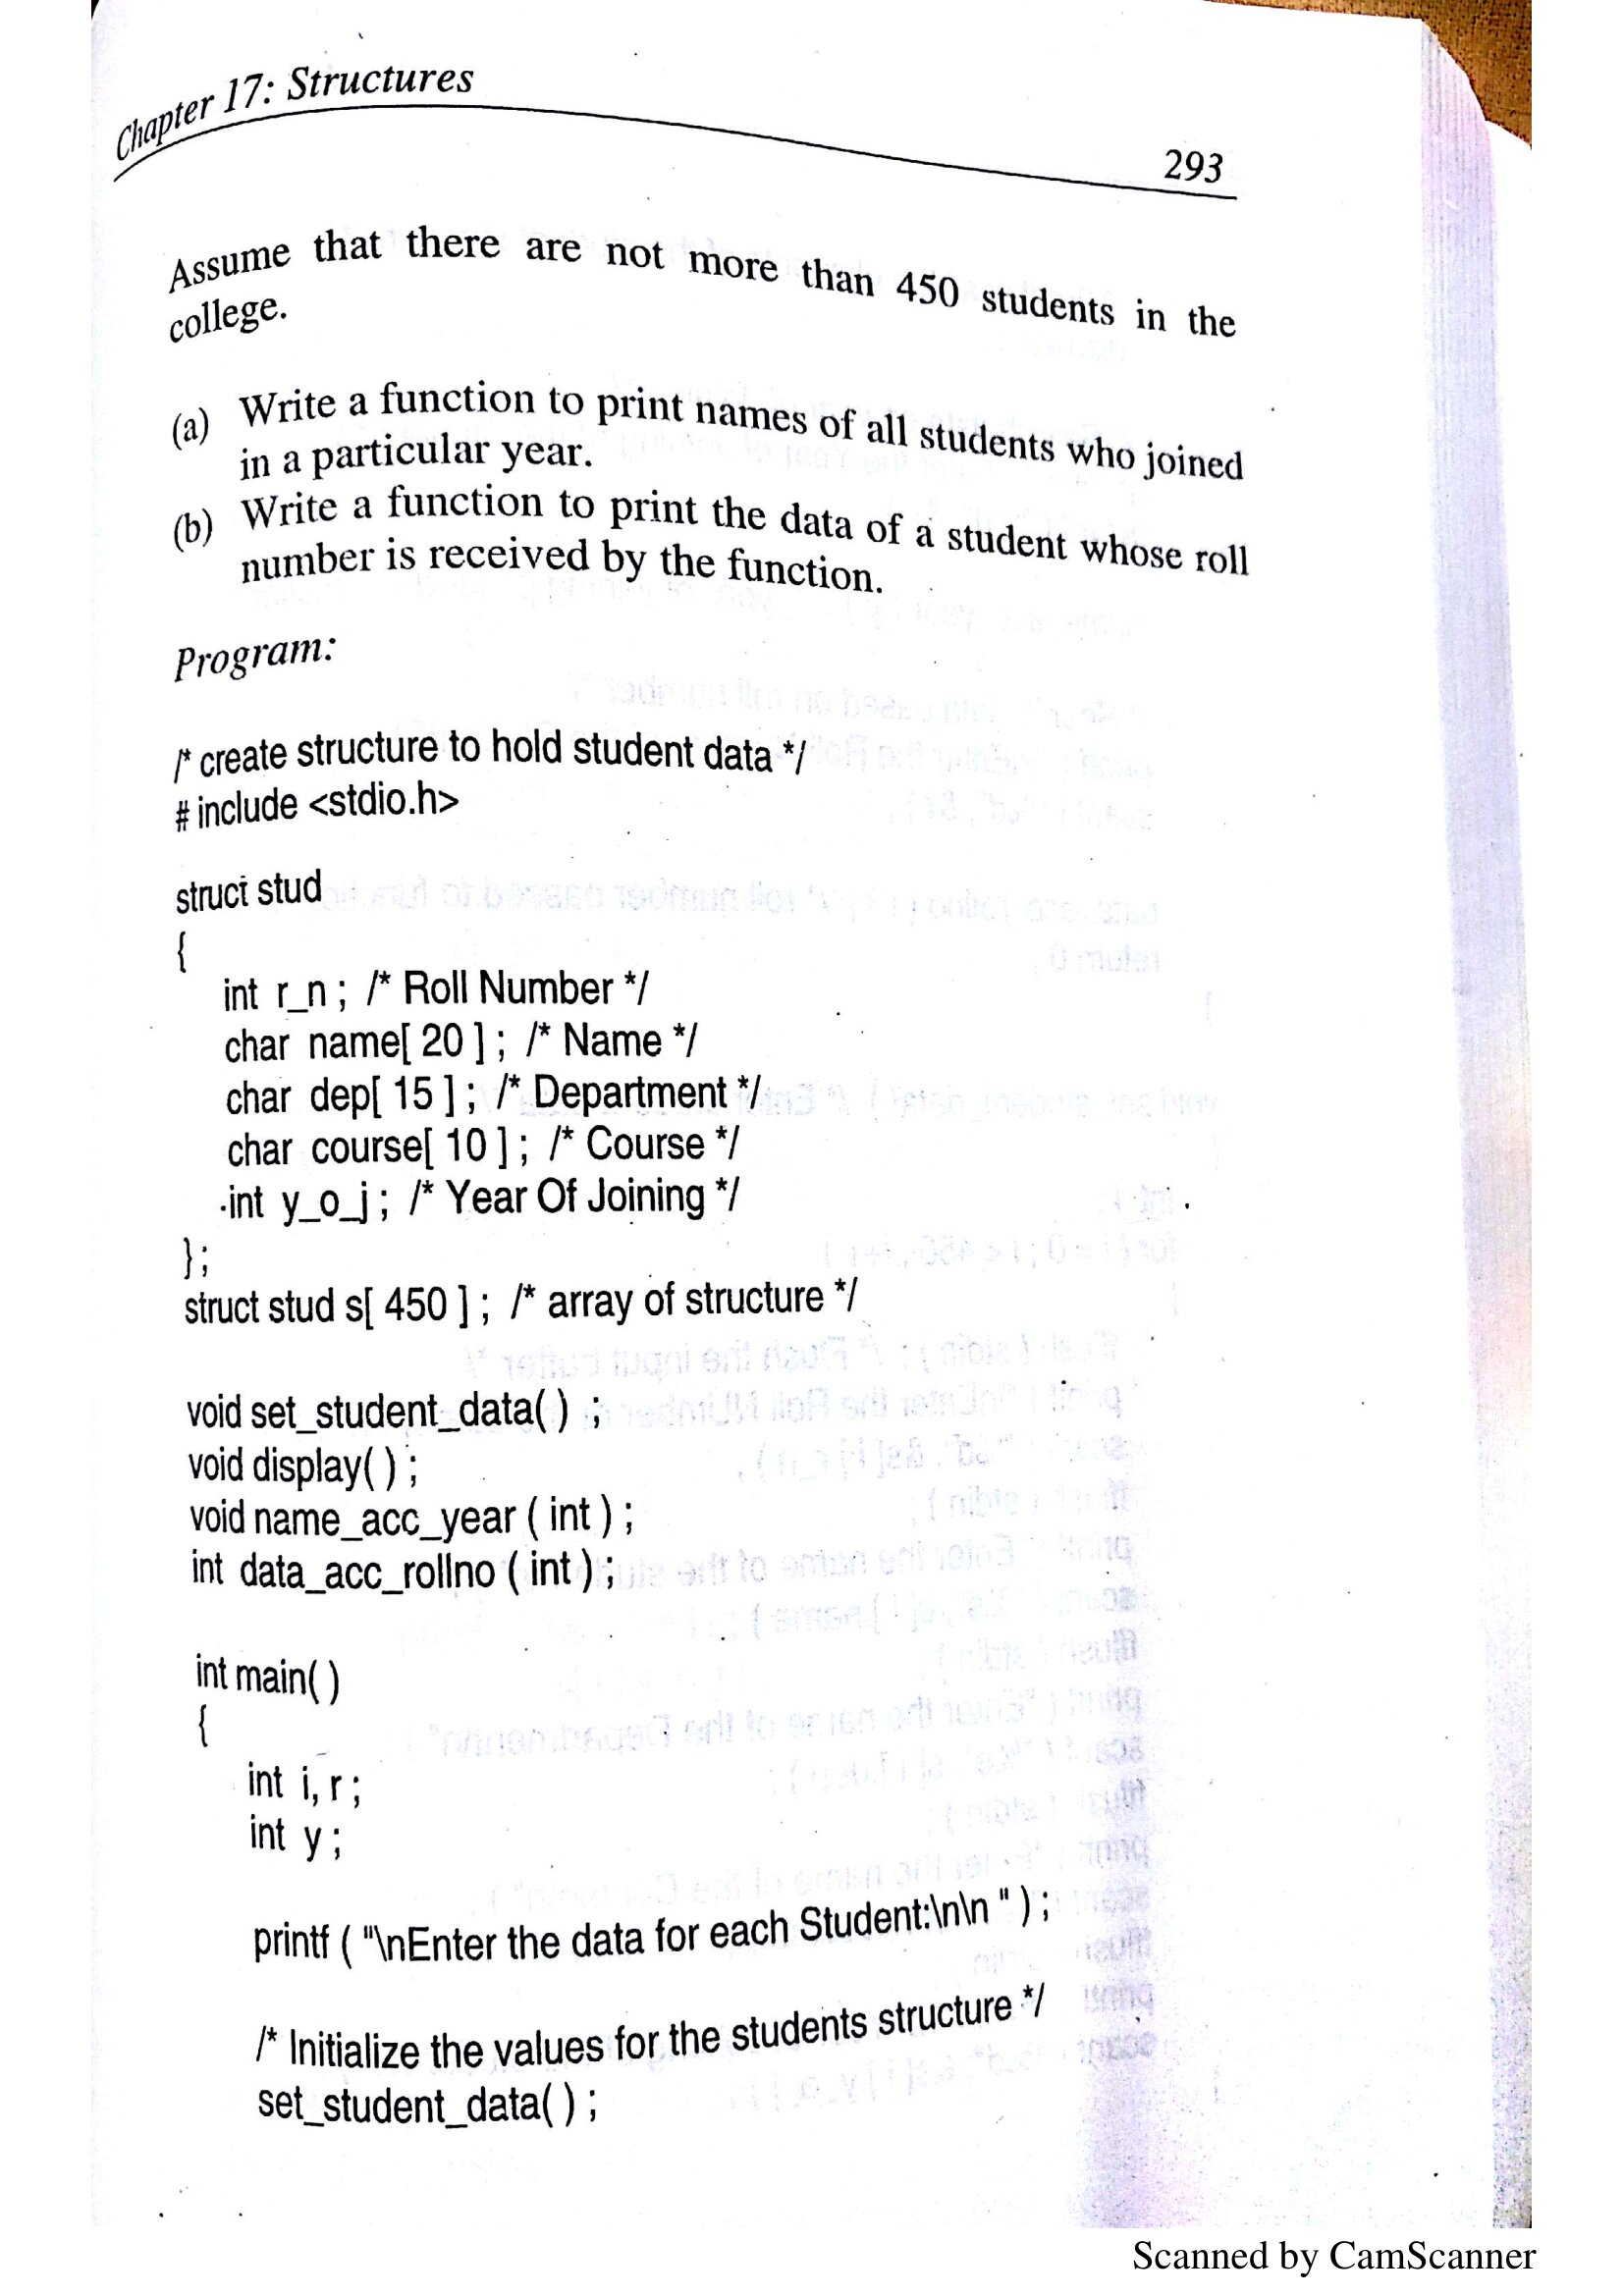 Chapter 17: Structures
293
Assume that there are not more than 450 students in the
college.
(a) Write a function to print names of all students who joined
in a particular year.
(b) Write a function to print the data of a student whose roll
number is received by the function.
Program:
/* create structure to hold student data */
# include <stdio.h>
struct stud
{
int r_n ; /* Roll Number */
char name[ 20 ] ; /* Name */
char dep[ 15 ] ; /* Department */
char course[ 10 ] ; /* Course */
int y_o_j ; /* Year Of Joining */
} ;
struct stud s[ 450 ] ; /* array of structure */
void set_student_data( ) ;
void display( ) ;
void name_acc_year ( int ) ;
int data_acc_rollno ( int ) ;
int main( )
{
int i, r ;
int y ;
printf ( "\nEnter the data for each Student:\n\n " ) ;
/* Initialize the values for the students structure */
set_student_data( ) ;
Scanned by CamScanner